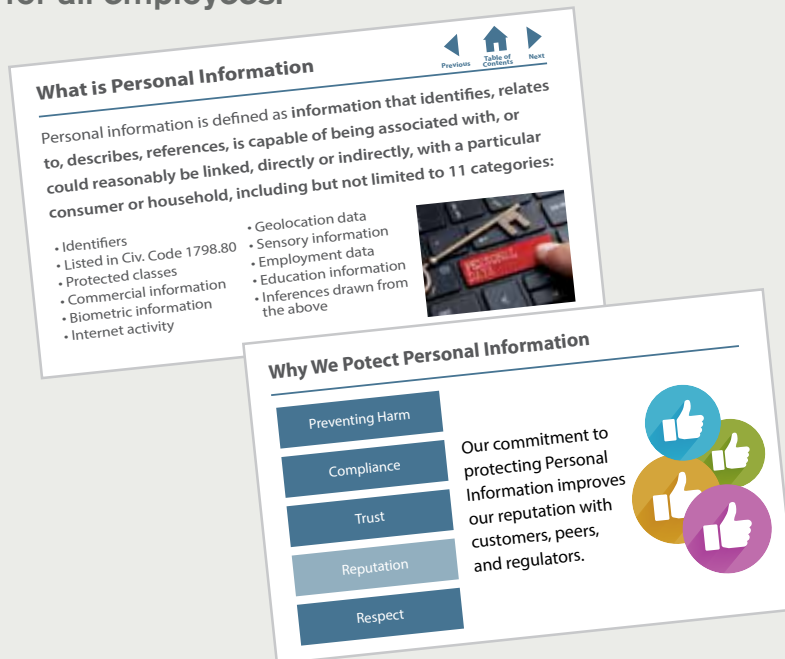 for all employees.
What is Personal Information
Previous
Table of
Contents
Next
Personal information is defined as information that identifies, relates
to, describes, references, is capable of being associated with, or
could reasonably be linked, directly or indirectly, with a particular
consumer or household, including but not limited to 11 categories:
• Identifiers
• Listed in Civ. Code 1798.80
• Protected classes
• Commercial information
• Biometric information
• Internet activity
• Geolocation data
• Sensory information
• Employment data
• Education information
• Inferences drawn from
the above
PERSONAL
DATA
Why We Potect Personal Information
Preventing Harm
Compliance
Trust
Reputation
Respect
Our commitment to
protecting Personal
Information improves
our reputation with
customers, peers,
and regulators.